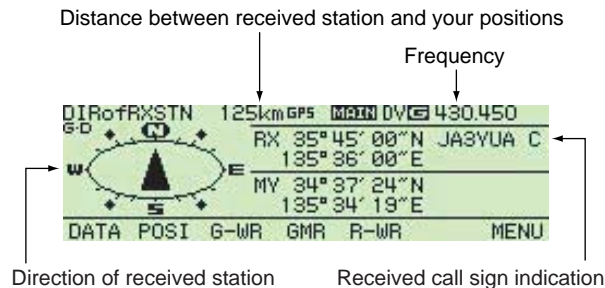 Distance between received station and your positions
Frequency
DIRofRXSTN 125km GPS MAIN DV G 430.450
G-D N RX 35°45′00″N JA3YUA C
135°36′00″E
W E
MY 34°37′24″N
S 135°34′19″E
DATA POSI G-WR GMR R-WR MENU
Direction of received station Received call sign indication